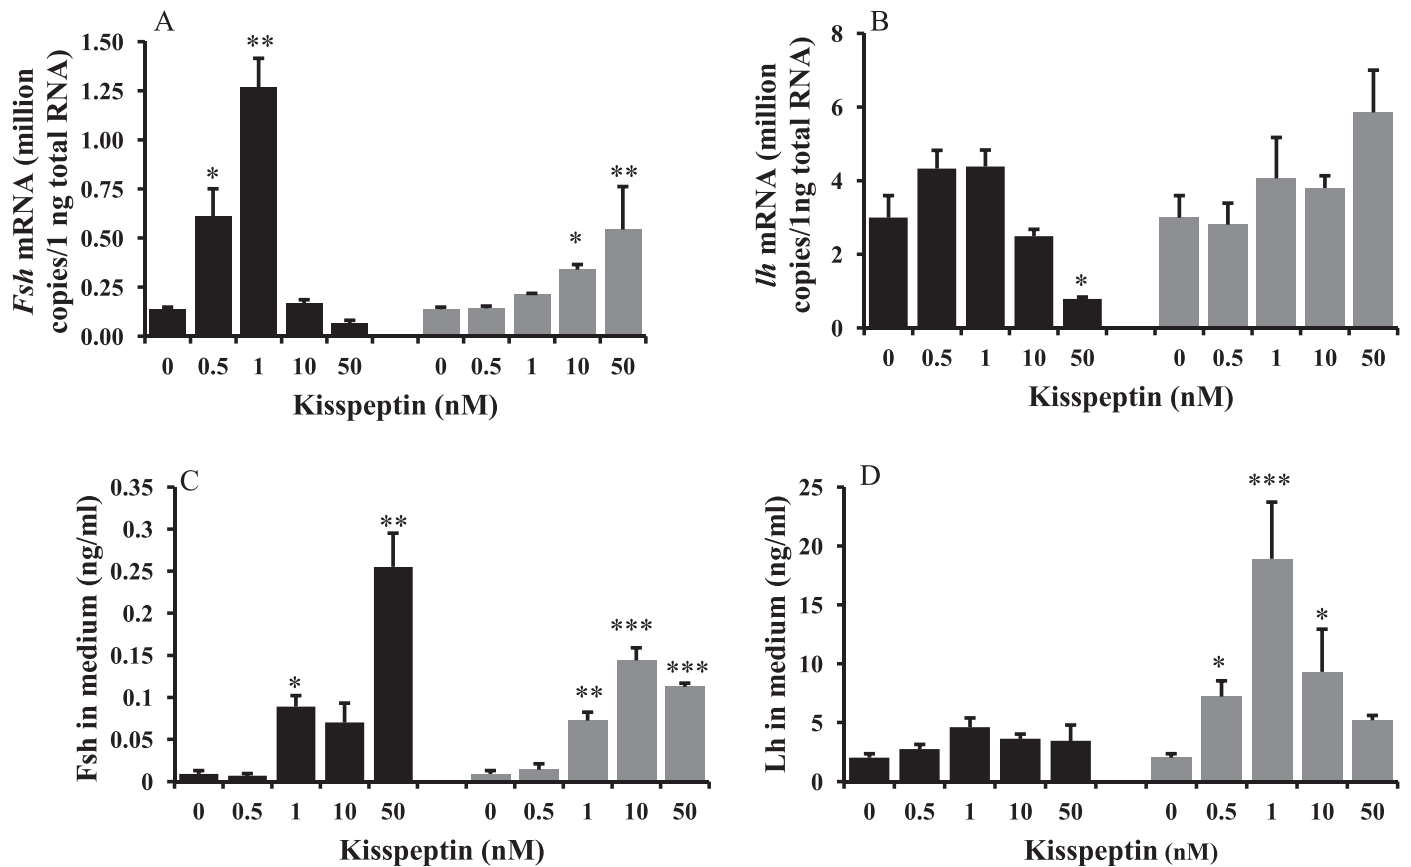 A
Fsh mRNA (million
copies/1 ng total RNA)
1.50
1.25
1.00
0.75
0.50
0.25
0.00
* ** * **
0 0.5 1 10 50 0 0.5 1 10 50
Kisspeptin (nM)
B
lh mRNA (million
copies/1ng total RNA)
8
6
4
2
0
*
0 0.5 1 10 50 0 0.5 1 10 50
Kisspeptin (nM)
C
Fsh in medium (ng/ml)
0.35
0.3
0.25
0.2
0.15
0.1
0.05
0
* ** ** *** ***
0 0.5 1 10 50 0 0.5 1 10 50
Kisspeptin (nM)
D
Lh in medium (ng/ml)
25
20
15
10
5
0
* *** *
0 0.5 1 10 50 0 0.5 1 10 50
Kisspeptin (nM)